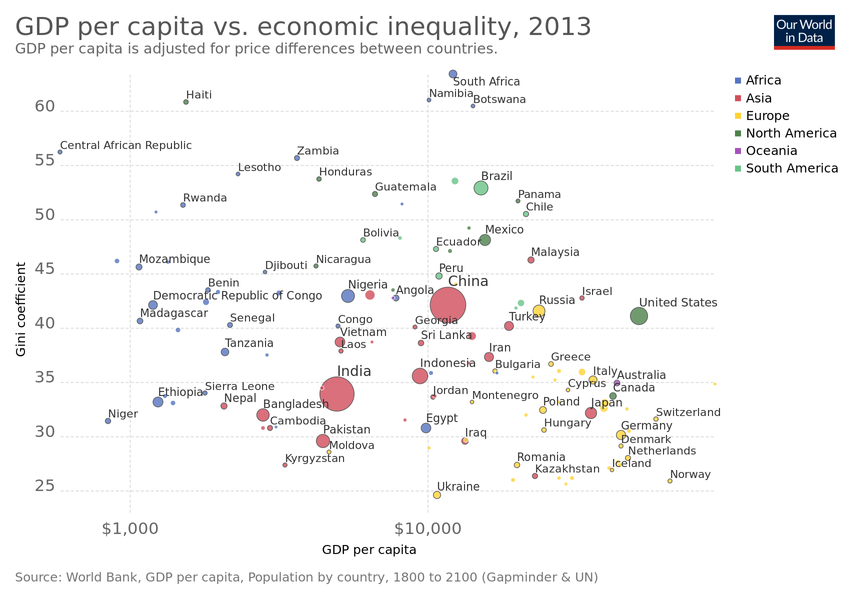 GDP per capita vs. economic inequality, 2013
GDP per capita is adjusted for price differences between countries.
Our World
in Data
Africa
Asia
Europe
North America
Oceania
South America
South Africa
Haiti
Namibia
Botswana
60
Central African Republic
Zambia
55
Lesotho
Honduras
Brazil
Guatemala
Rwanda
Panama
Chile
50
Bolivia
Mexico
Ecuador
Mozambique
Djibouti
Nicaragua
Malaysia
Peru
45
Benin
Nigeria
China
Angola
Israel
Democratic Republic of Congo
Russia
United States
Madagascar
Senegal
Congo
Georgia
Turkey
40
Vietnam
Sri Lanka
Tanzania
Laos
Iran
India
Indonesia
Bulgaria
Greece
Italy
Australia
35
Ethiopia
Sierra Leone
Cyprus
Canada
Nepal
Jordan
Montenegro
Poland
Japan
Niger
Bangladesh
Switzerland
Cambodia
Egypt
Hungary
Germany
30
Pakistan
Iraq
Denmark
Moldova
Netherlands
Kyrgyzstan
Romania
Kazakhstan
Iceland
Norway
25
Ukraine
Gini coefficient
$1,000
$10,000
GDP per capita
Source: World Bank, GDP per capita, Population by country, 1800 to 2100 (Gapminder & UN)